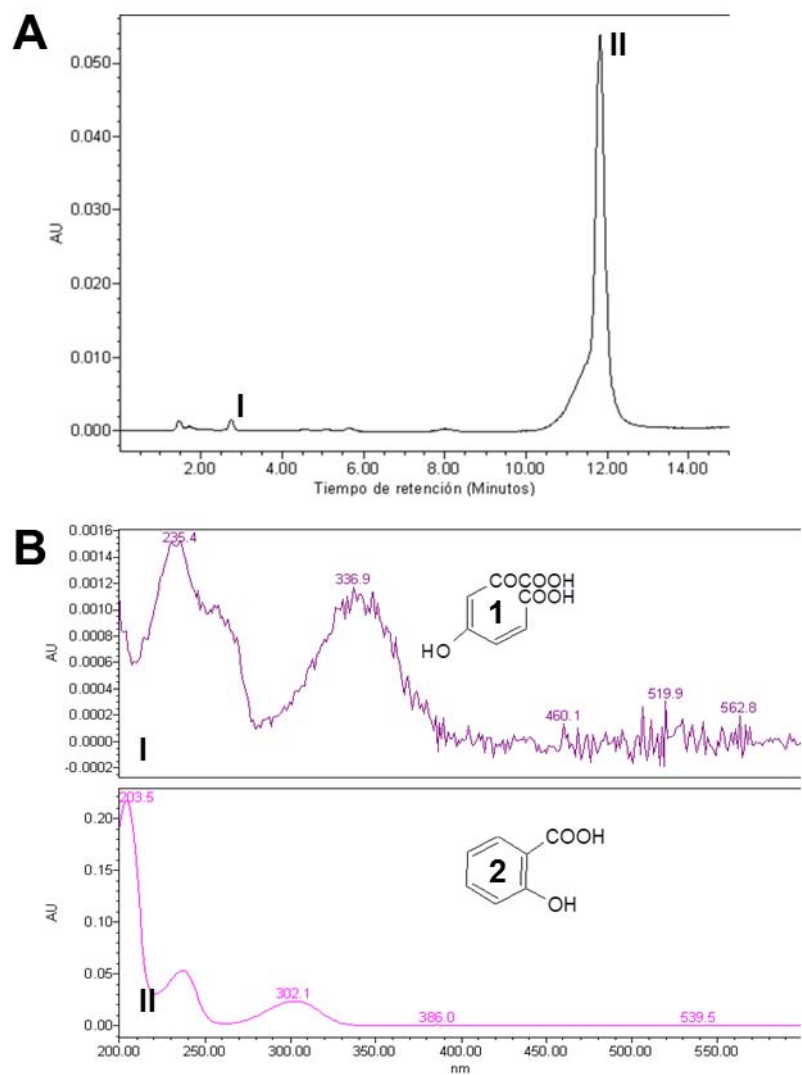 A
II
0.050
0.040
0.030
0.020
0.010
0.000
AU
I
2.00 4.00 6.00 8.00 10.00 12.00 14.00
Tiempo de retención (Minutos)
B
0.0016
0.0014
0.0012
0.0010
0.0008
0.0006
0.0004
0.0002
0.0000
-0.0002
AU
235.4
336.9
460.1
519.9
562.8
COCOOH
COOH
1
HO
I
203.5
0.20
0.15
0.10
0.05
0.00
AU
COOH
2
OH
II
302.1
386.0
539.5
200.00 250.00 300.00 350.00 400.00 450.00 500.00 550.00
nm